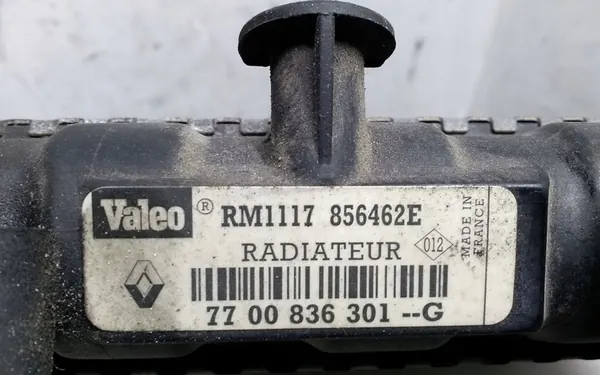 Valeo ® RM1117 856462E
RADIATEUR
012
MADE IN
FRANCE
77 00 836 301 --G